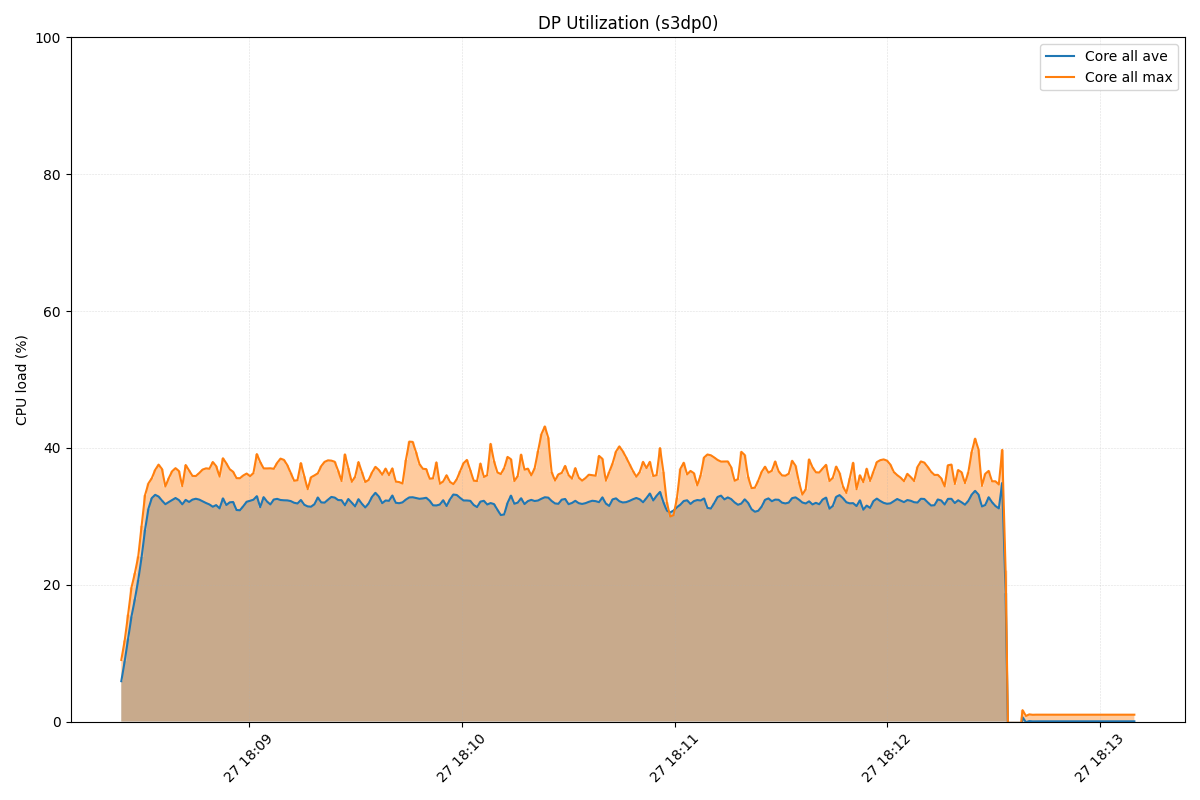 DP Utilization (s3dp0)
Core all ave
Core all max
CPU load (%)
100
80
60
40
20
0
27 18:09
27 18:10
27 18:11
27 18:12
27 18:13